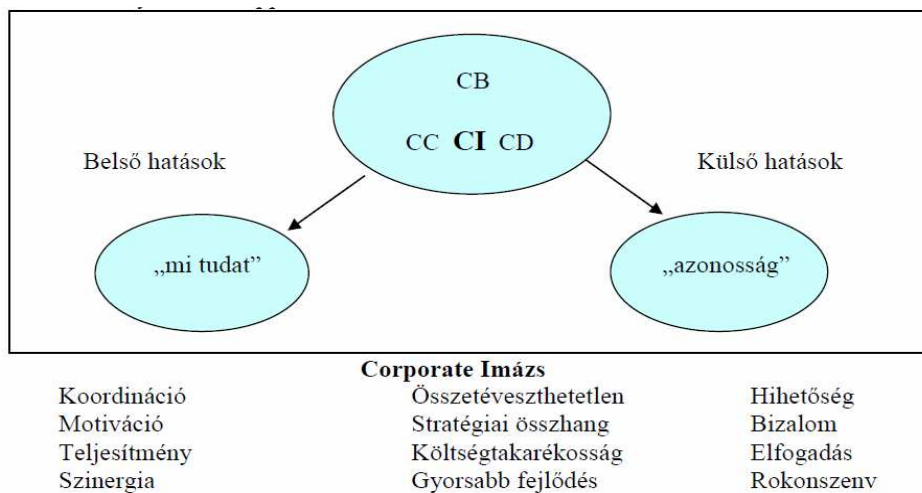 CB
CC CI CD
Belső hatások
Külső hatások
„mi tudat”
„azonosság”
Corporate Imázs
Koordináció Összetéveszthetetlen Hihetőség
Motiváció Stratégiai összhang Bizalom
Teljesítmény Költségtakarékosság Elfogadás
Szinergia Gyorsabb fejlődés Rokonszenv